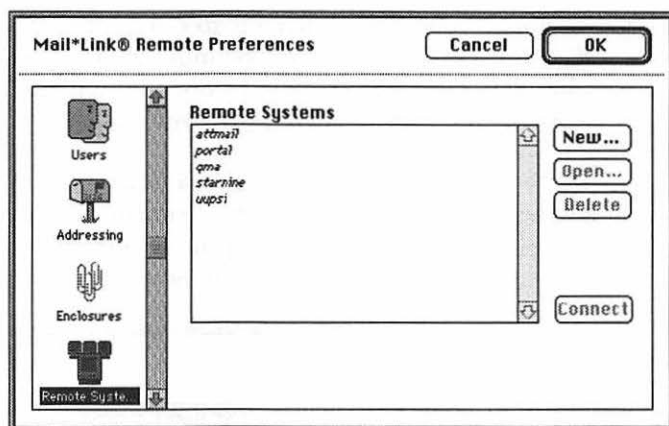 Mail*Link® Remote Preferences
Cancel
OK
Users
Addressing
Enclosures
Remote Syste...
Remote Systems
attmail
portal
qma
starnine
uupsi
New...
Open...
Delete
Connect